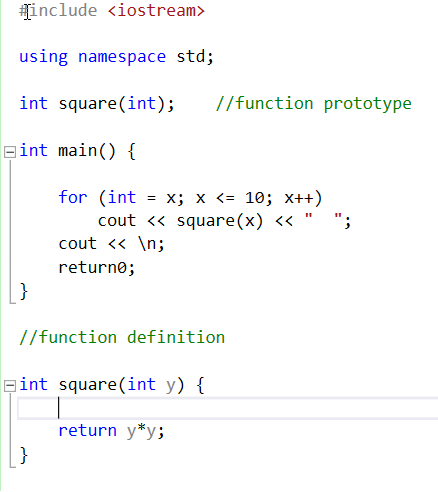 #include <iostream>
using namespace std;
int square(int);    //function prototype
int main() {
for (int = x; x <= 10; x++)
cout << square(x) << "  ";
cout << \n;
return0;
}
//function definition
int square(int y) {
return y*y;
}